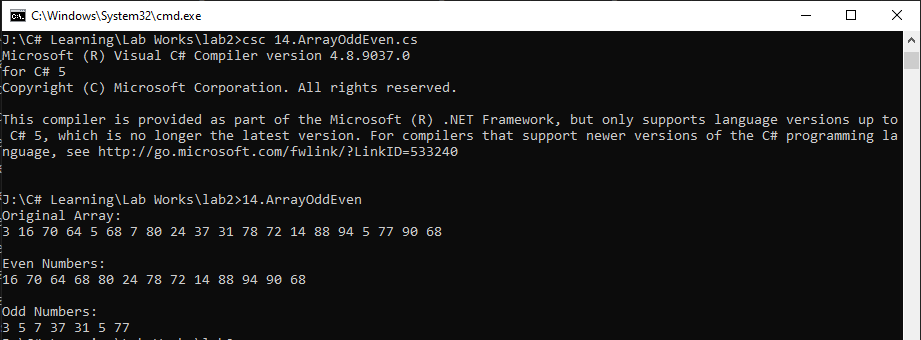 C:\Windows\System32\cmd.exe
J:\C# Learning\Lab Works\lab2>csc 14.ArrayOddEven.cs
Microsoft (R) Visual C# Compiler version 4.8.9037.0
for C# 5
Copyright (C) Microsoft Corporation. All rights reserved.
This compiler is provided as part of the Microsoft (R) .NET Framework, but only supports language versions up to
C# 5, which is no longer the latest version. For compilers that support newer versions of the C# programming la
nguage, see http://go.microsoft.com/fwlink/?LinkID=533240
J:\C# Learning\Lab Works\lab2>14.ArrayOddEven
Original Array:
3 16 70 64 5 68 7 80 24 37 31 78 72 14 88 94 5 77 90 68
Even Numbers:
16 70 64 68 80 24 78 72 14 88 94 90 68
Odd Numbers:
3 5 7 37 31 5 77